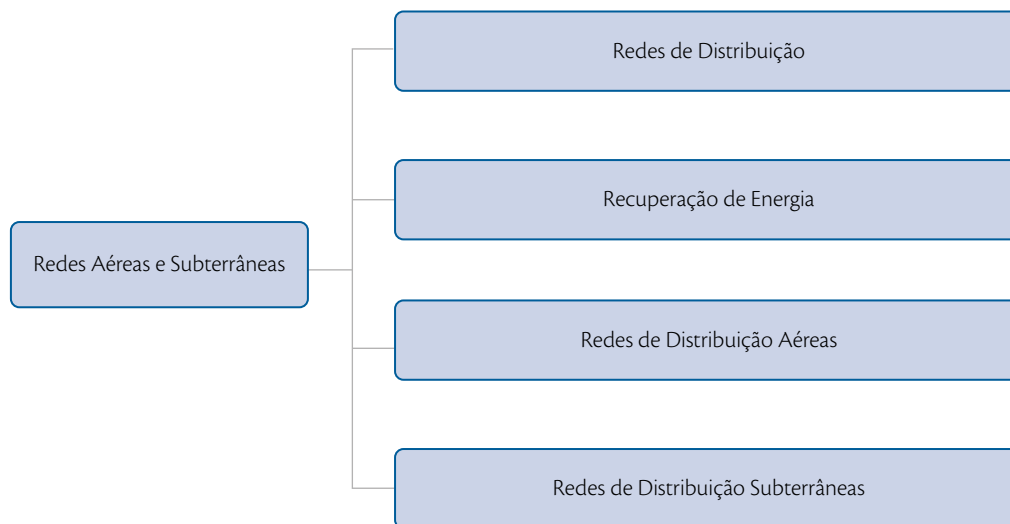 Redes de Distribuição
Recuperação de Energia
Redes Aéreas e Subterrâneas
Redes de Distribuição Aéreas
Redes de Distribuição Subterrâneas